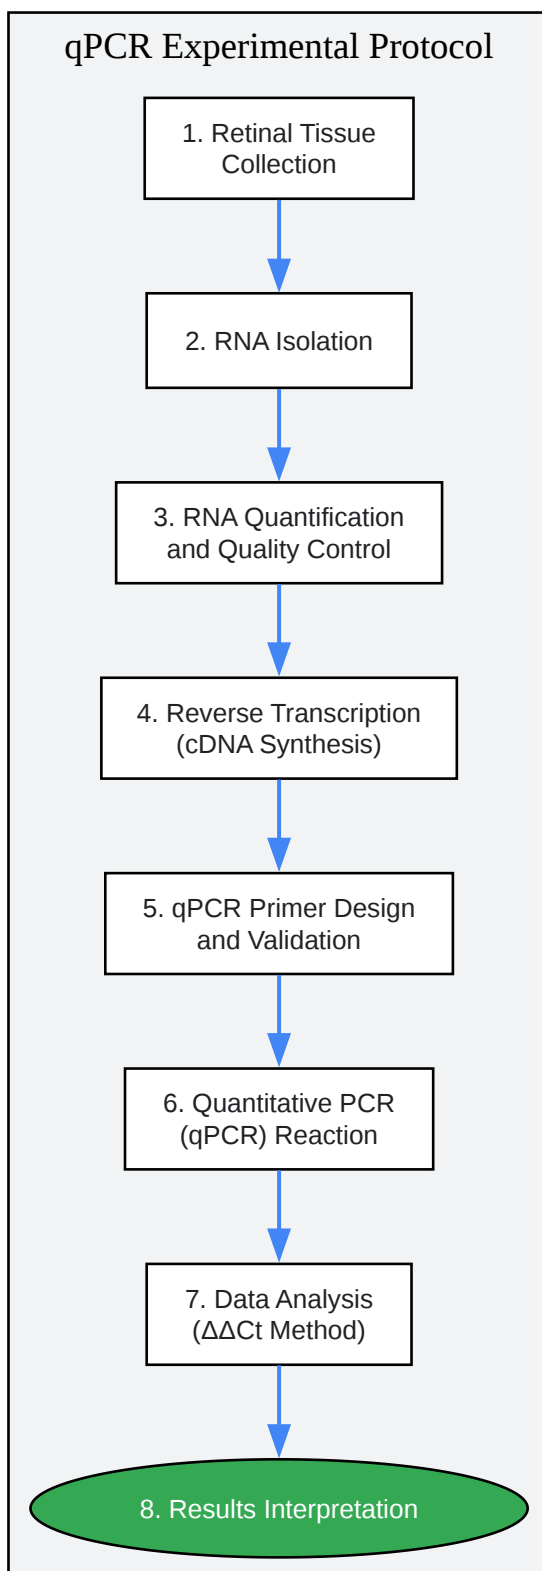 qPCR Experimental Protocol
1. Retinal Tissue
Collection
2. RNA Isolation
3. RNA Quantification
and Quality Control
4. Reverse Transcription
(cDNA Synthesis)
5. qPCR Primer Design
and Validation
6. Quantitative PCR
(qPCR) Reaction
7. Data Analysis
(ΔΔCt Method)
8. Results Interpretation